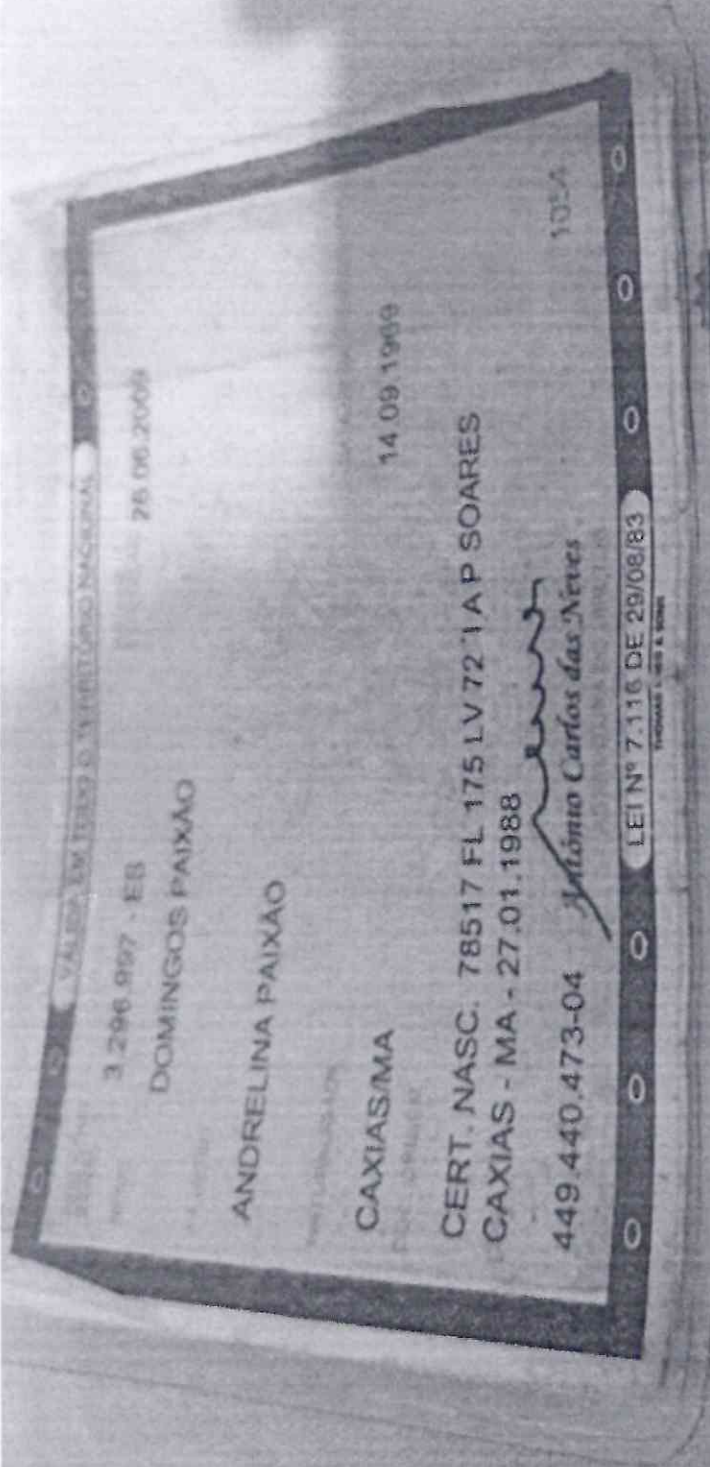 VÁLIDA EM TODO O TERRITÓRIO NACIONAL
3.296.997 - EB 26.06.2009
DOMINGOS PAIXÃO
ANDRELINA PAIXÃO
CAXIAS/MA 14.09.1969
CERT. NASC. 78517 FL 175 LV 72 1 A P SOARES
CAXIAS - MA - 27.01.1988
449.440.473-04
Antônio Carlos das Neves
LEI Nº 7.116 DE 29/08/83